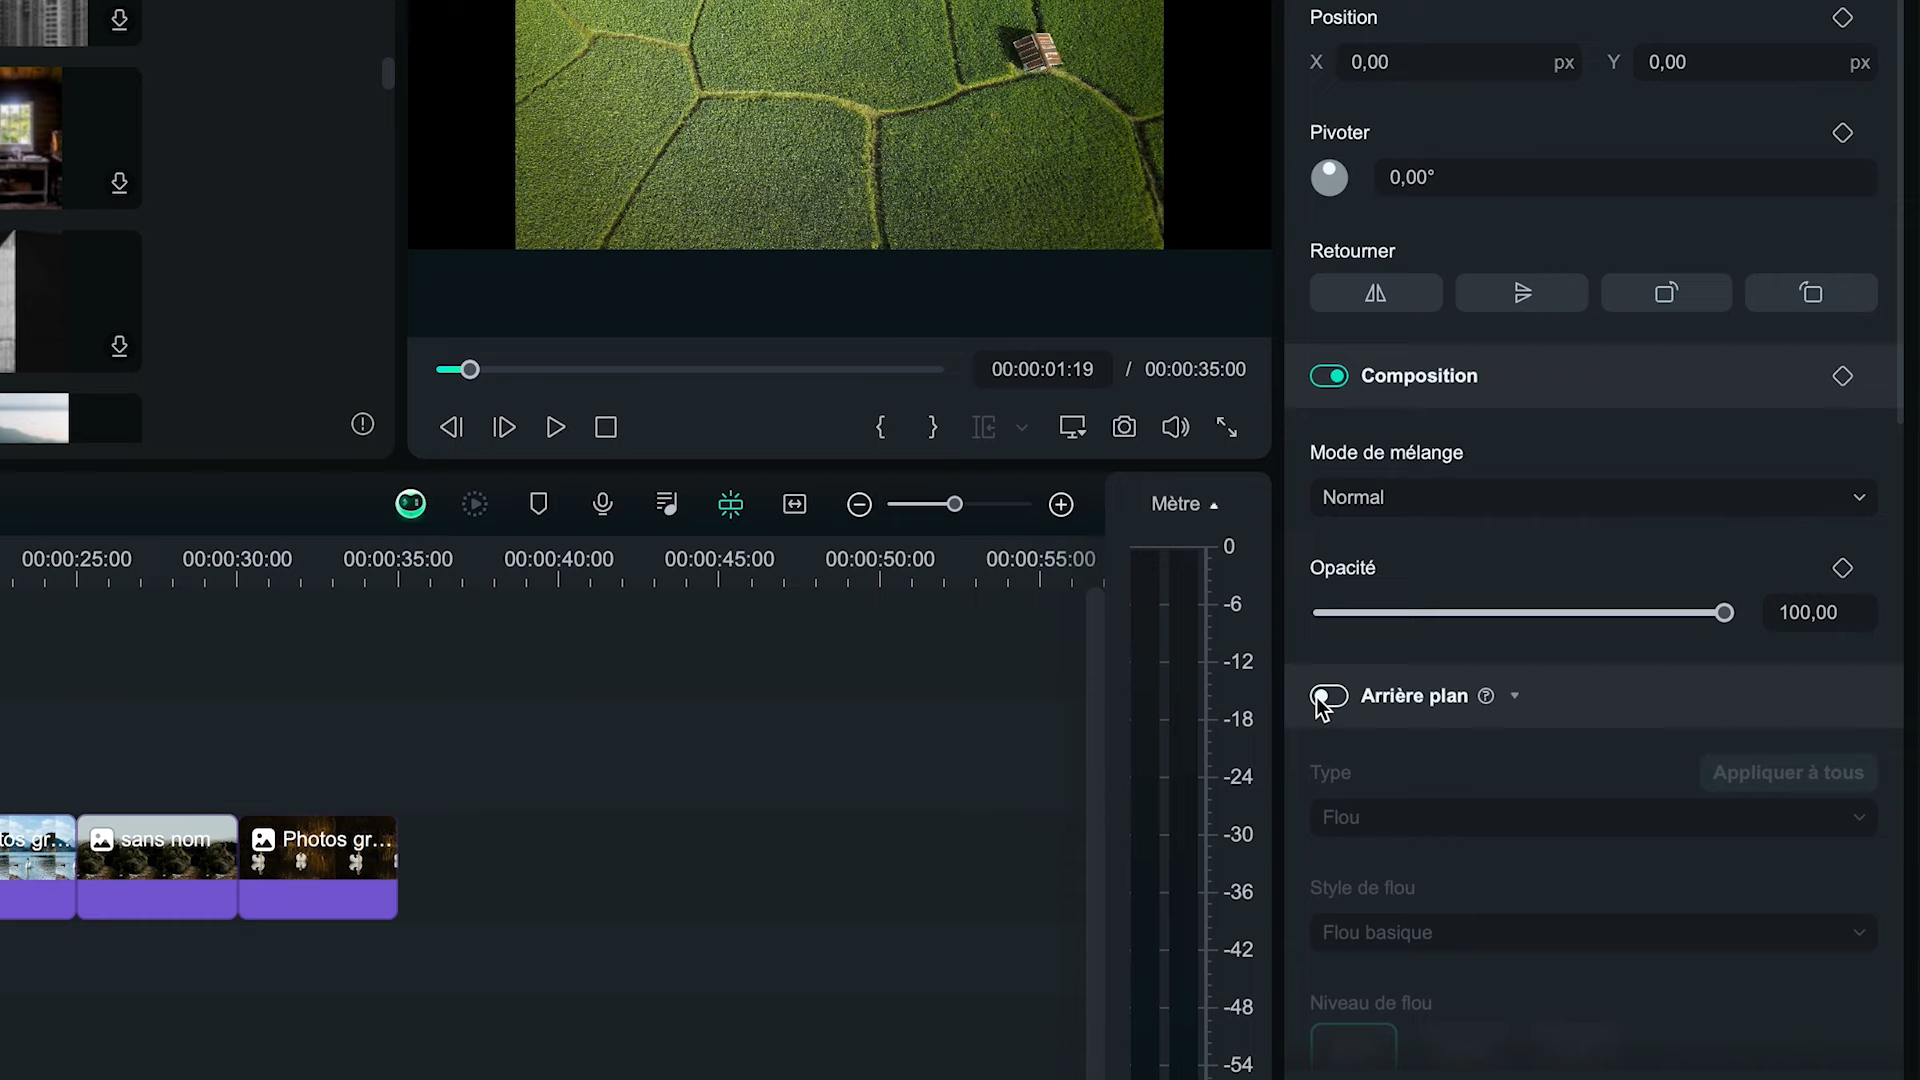 Position
X 0,00 px Y 0,00 px
Pivoter
0,00°
Retourner
00:00:01:19 / 00:00:35:00
Composition
Mode de mélange
Normal
Opacité
100,00
Arrière plan
Type Appliquer à tous
Flou
Style de flou
Flou basique
Niveau de flou
Mètre
00:00:25:00 00:00:30:00 00:00:35:00 00:00:40:00 00:00:45:00 00:00:50:00 00:00:55:00
0
-6
-12
-18
-24
-30
-36
-42
-48
-54
tos gr... sans nom Photos gr...